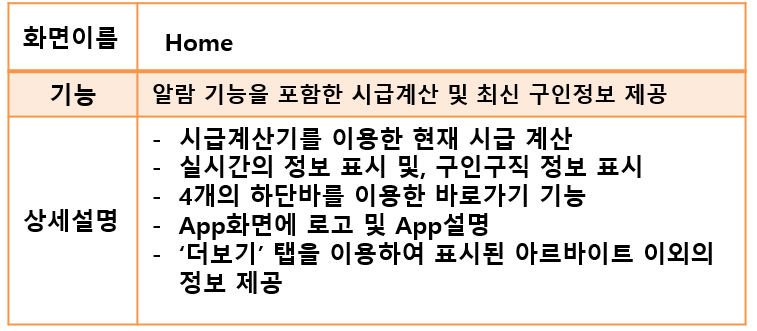 화면이름 Home
기능 알람 기능을 포함한 시급계산 및 최신 구인정보 제공
상세설명
- 시급계산기를 이용한 현재 시급 계산
- 실시간의 정보 표시 및, 구인구직 정보 표시
- 4개의 하단바를 이용한 바로가기 기능
- App화면에 로고 및 App설명
- ‘더보기’ 탭을 이용하여 표시된 아르바이트 이외의
정보 제공